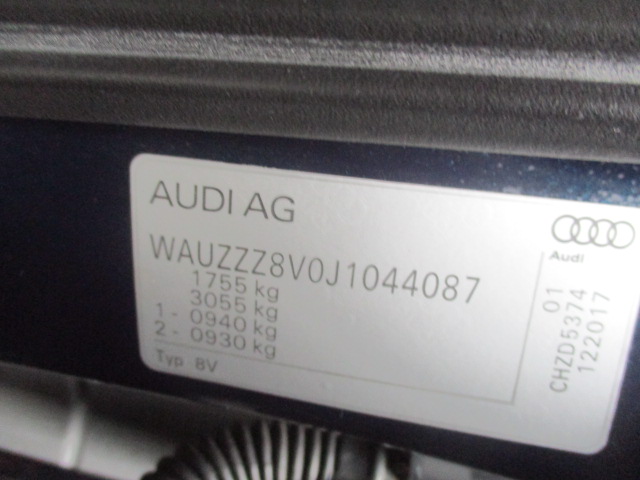 AUDI AG
WAUZZZ8V0J1044087
1755 kg
3055 kg
1 - 0940 kg
2 - 0930 kg
Typ 8V
Audi
01
CHZD5374
122017